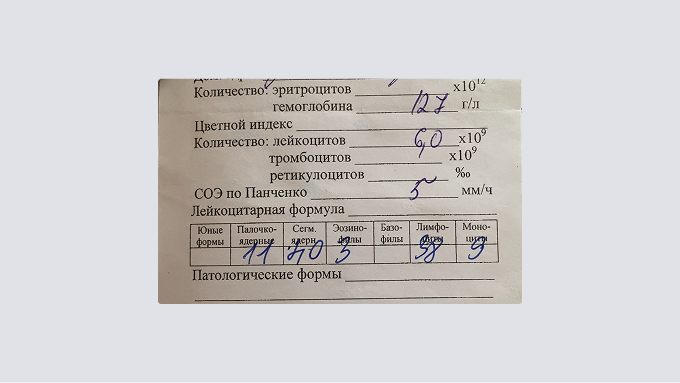 Количество: эритроцитов x10¹²
гемоглобина 127 г/л
Цветной индекс
Количество: лейкоцитов 6,0 x10⁹
тромбоцитов x10⁹
ретикулоцитов ‰
СОЭ по Панченко 5 мм/ч
Лейкоцитарная формула
Юные формы Палочко-ядерные Сегм. ядерн. Эозино-филы Базо-филы Лимфо-циты Моно-циты
11 40 3 38 9
Патологические формы